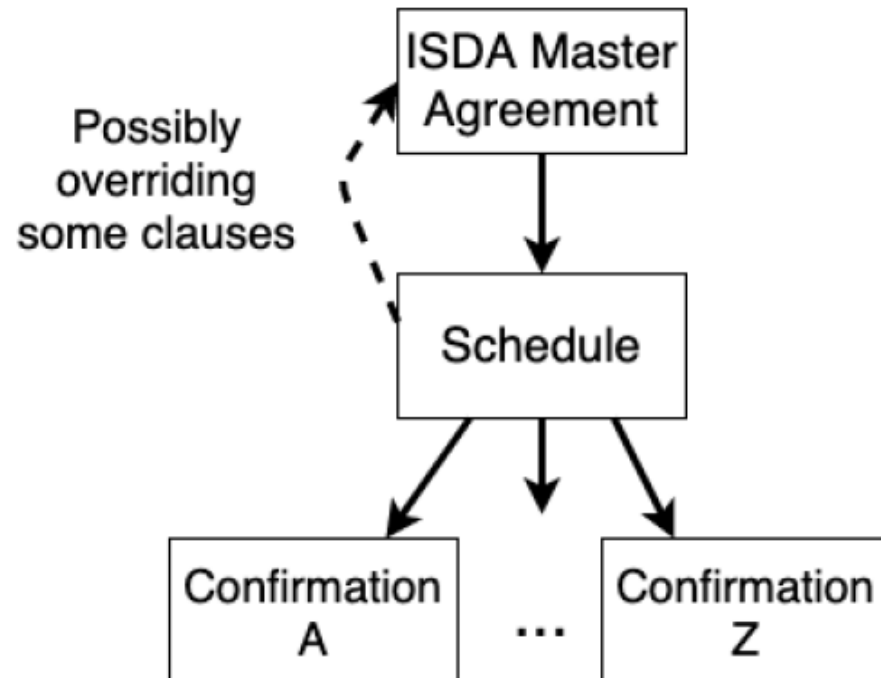 ISDA Master
Agreement
Possibly
overriding
some clauses
Schedule
Confirmation
A
...
Confirmation
Z